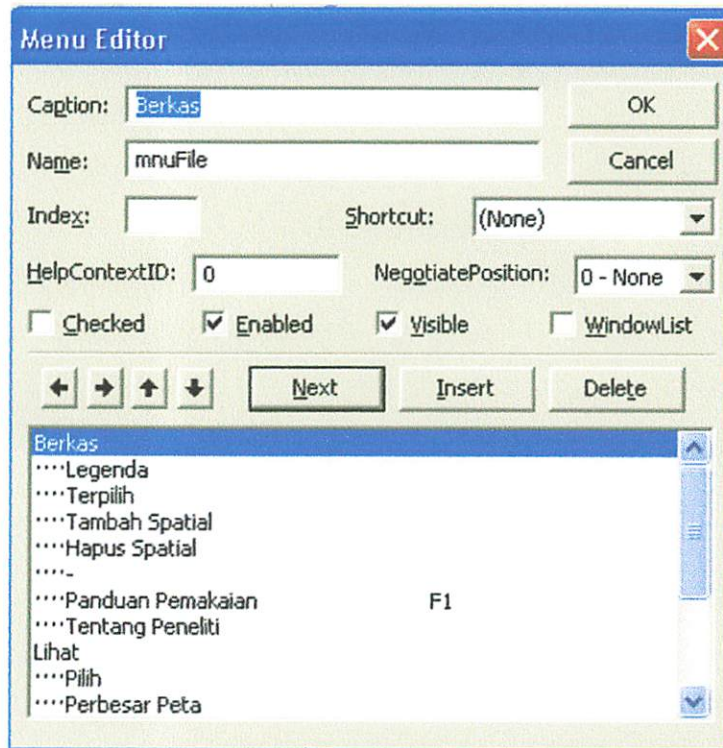 Menu Editor
Caption: Berkas OK
Name: mnuFile Cancel
Index: Shortcut: (None)
HelpContextID: 0 NegotiatePosition: 0 - None
Checked Enabled Visible WindowList
Next Insert Delete
Berkas
····Legenda
····Terpilih
····Tambah Spatial
····Hapus Spatial
····-
····Panduan Pemakaian F1
····Tentang Peneliti
Lihat
····Pilih
····Perbesar Peta